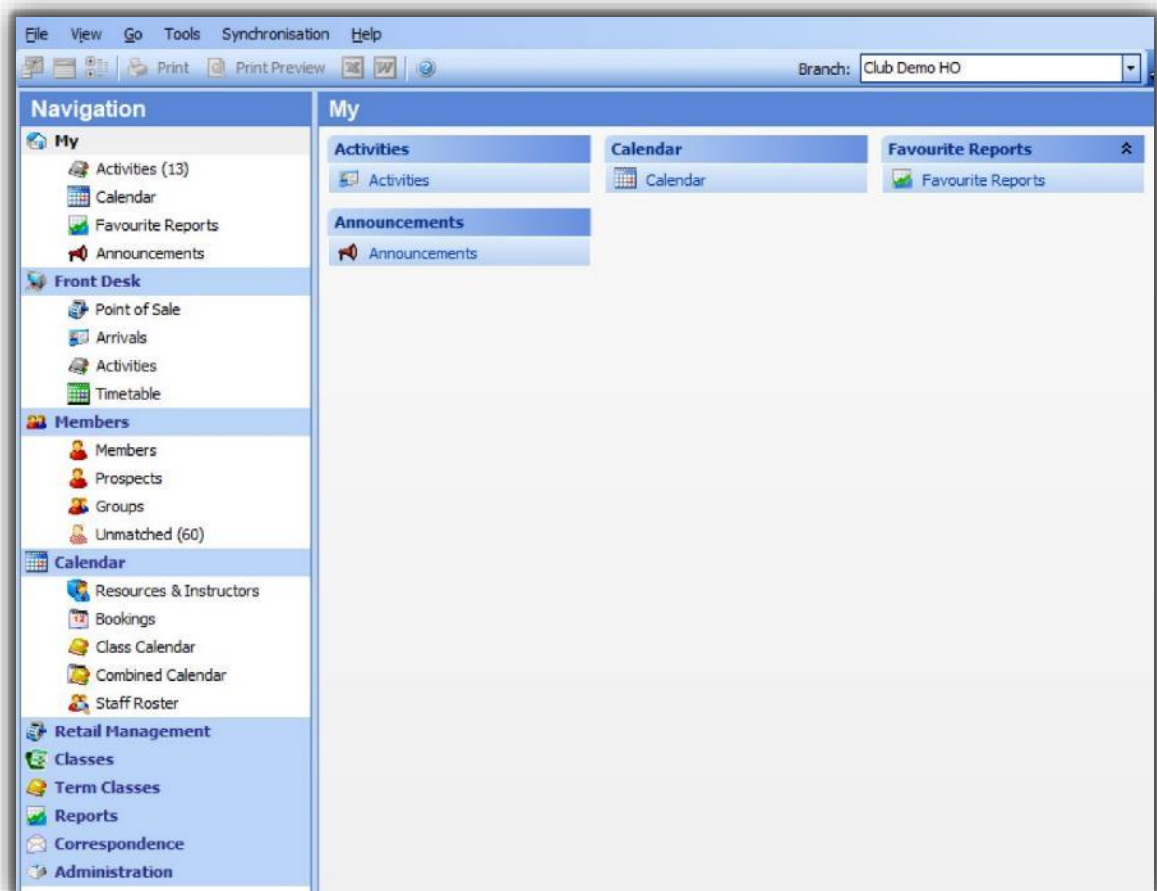 File View Go Tools Synchronisation Help
Print Print Preview Branch: Club Demo HO
Navigation
My
Activities (13)
Calendar
Favourite Reports
Announcements
Front Desk
Point of Sale
Arrivals
Activities
Timetable
Members
Members
Prospects
Groups
Unmatched (60)
Calendar
Resources & Instructors
Bookings
Class Calendar
Combined Calendar
Staff Roster
Retail Management
Classes
Term Classes
Reports
Correspondence
Administration
My
Activities
Activities
Calendar
Calendar
Favourite Reports
Favourite Reports
Announcements
Announcements